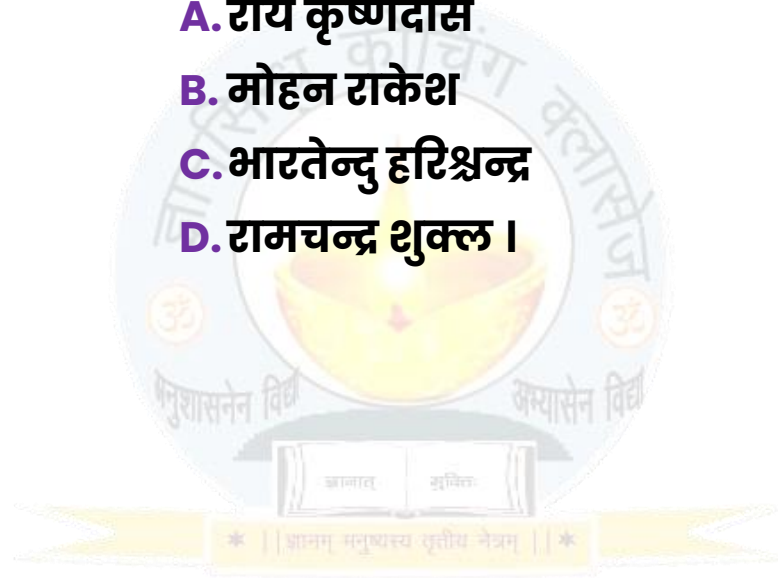 A. राय कृष्णदास
B. मोहन राकेश
C. भारतेन्दु हरिश्चन्द्र
D. रामचन्द्र शुक्ल ।
कोचिंग क्लासेज
ॐ ॐ
अनुशासनेन विद्या अभ्यासेन विद्या
ज्ञानात् मुक्तिः
* ||ज्ञानम् मनुष्यस्य तृतीय नेत्रम् ||*